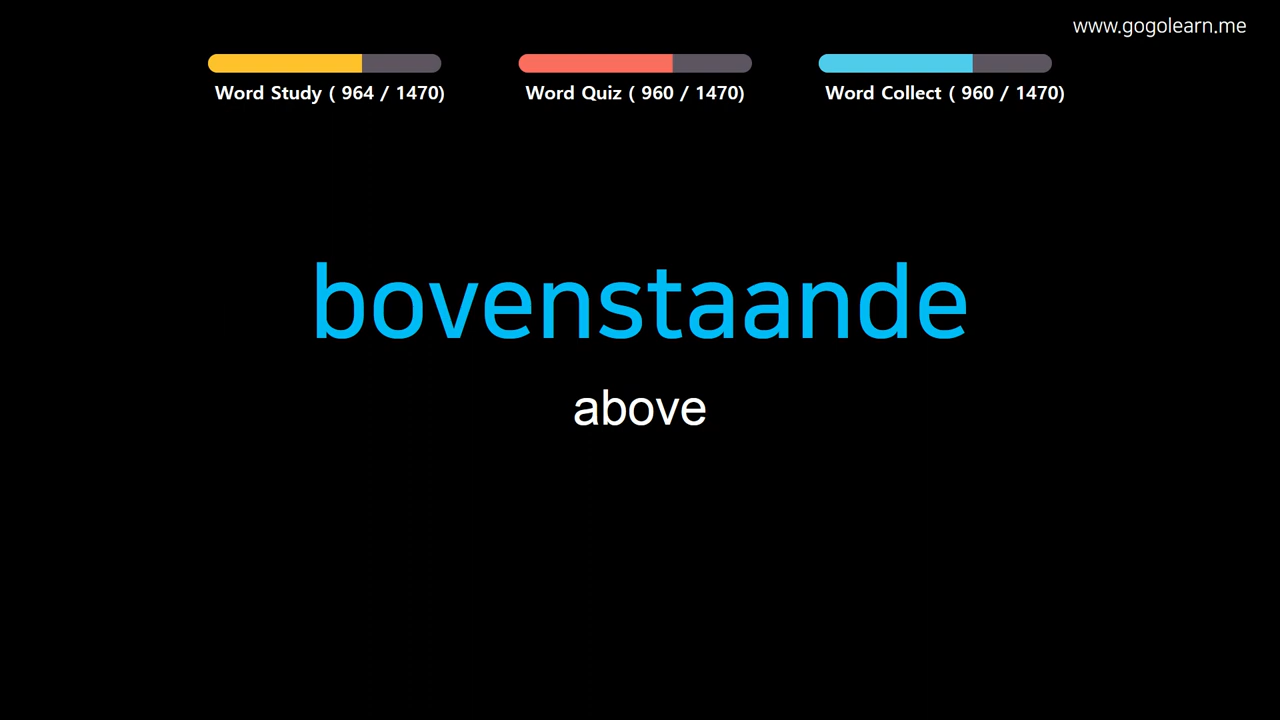 www.gogolearn.me
Word Study ( 964 / 1470)
Word Quiz ( 960 / 1470)
Word Collect ( 960 / 1470)
bovenstaande
above